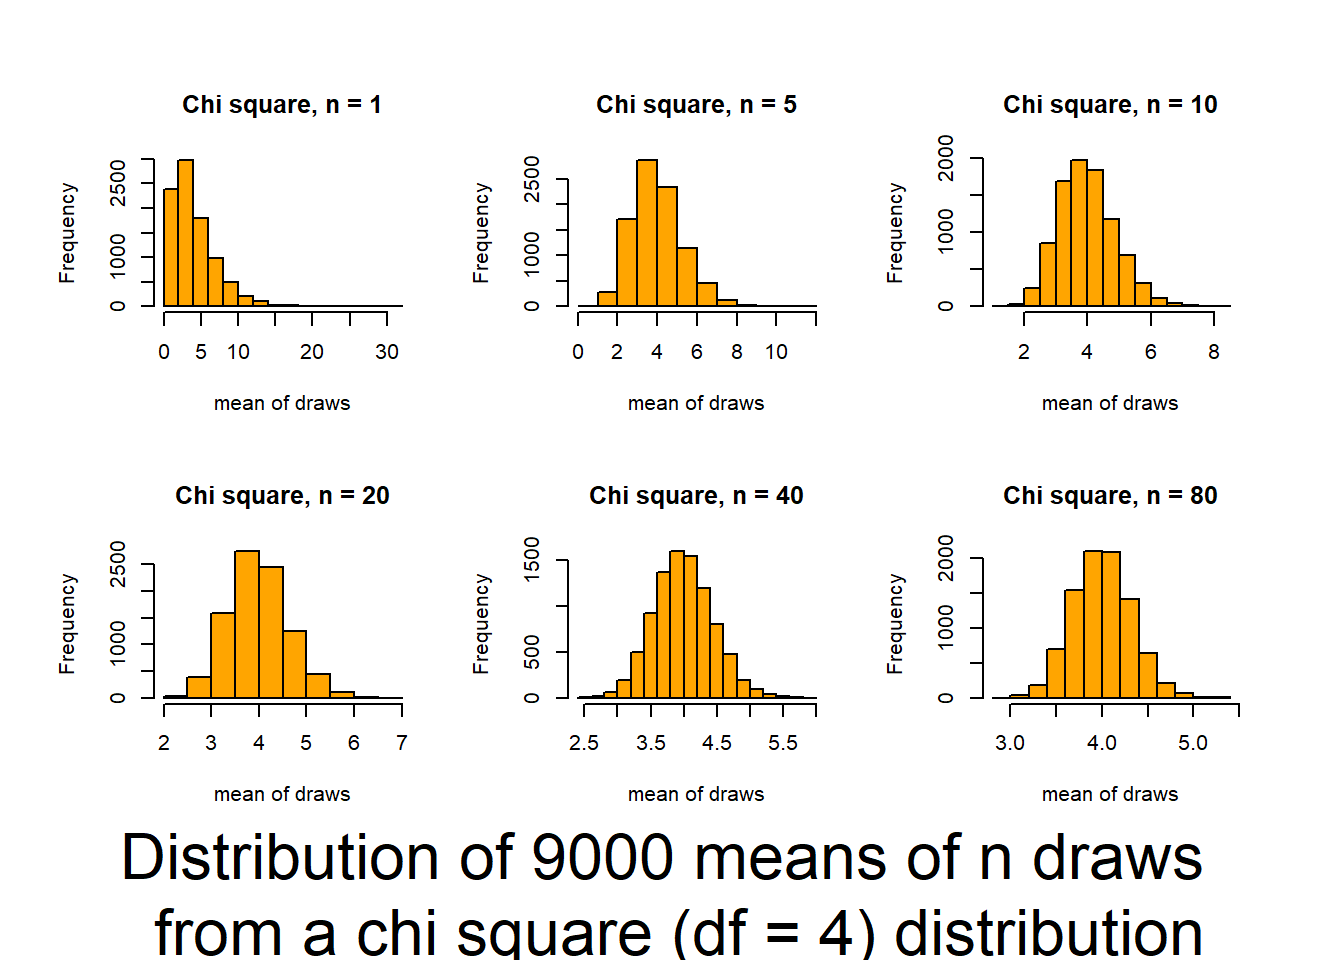 Chi square, n = 1
Frequency
0 1000 2500
0 5 10 20 30
mean of draws
Chi square, n = 5
Frequency
0 1000 2500
0 2 4 6 8 10
mean of draws
Chi square, n = 10
Frequency
0 1000 2000
2 4 6 8
mean of draws
Chi square, n = 20
Frequency
0 1000 2500
2 3 4 5 6 7
mean of draws
Chi square, n = 40
Frequency
0 500 1500
2.5 3.5 4.5 5.5
mean of draws
Chi square, n = 80
Frequency
0 1000 2000
3.0 4.0 5.0
mean of draws
Distribution of 9000 means of n draws
from a chi square (df = 4) distribution